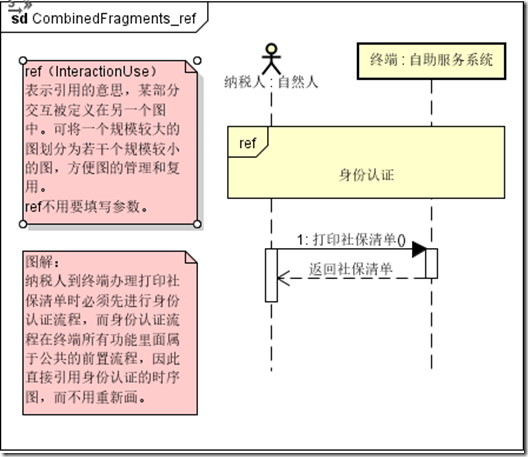 sd CombinedFragments_ref
ref（InteractionUse）
表示引用的意思，某部分
交互被定义在另一个图
中。可将一个规模较大的
图划分为若干个规模较小
的图，方便图的管理和复
用。
ref不用要填写参数。
图解：
纳税人到终端办理打印社
保清单时必须先进行身份
认证流程，而身份认证流
程在终端所有功能里面属
于公共的前置流程，因此
直接引用身份认证的时序
图，而不用重新画。
纳税人 : 自然人
终端 : 自助服务系统
ref
身份认证
1: 打印社保清单()
返回社保清单